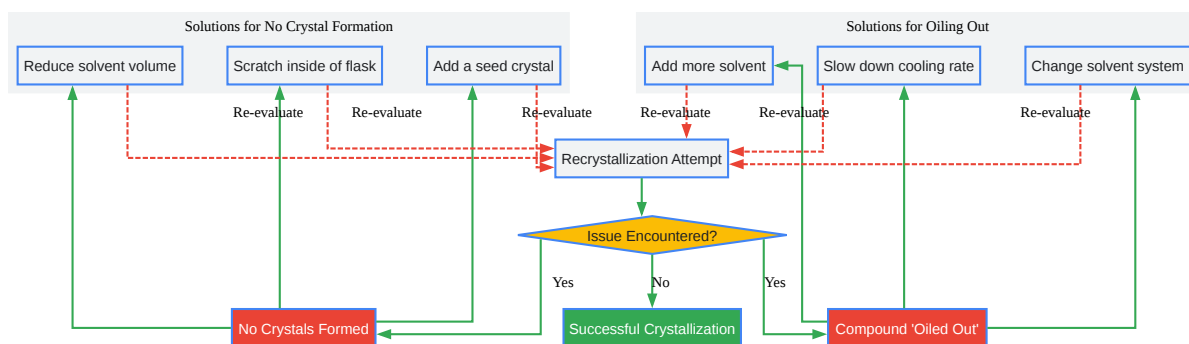 Solutions for No Crystal Formation
Solutions for Oiling Out
Reduce solvent volume
Scratch inside of flask
Add a seed crystal
Add more solvent
Slow down cooling rate
Change solvent system
Re-evaluate
Re-evaluate
Re-evaluate
Re-evaluate
Re-evaluate
Re-evaluate
Recrystallization Attempt
Issue Encountered?
Yes
No
Yes
No Crystals Formed
Successful Crystallization
Compound 'Oiled Out'